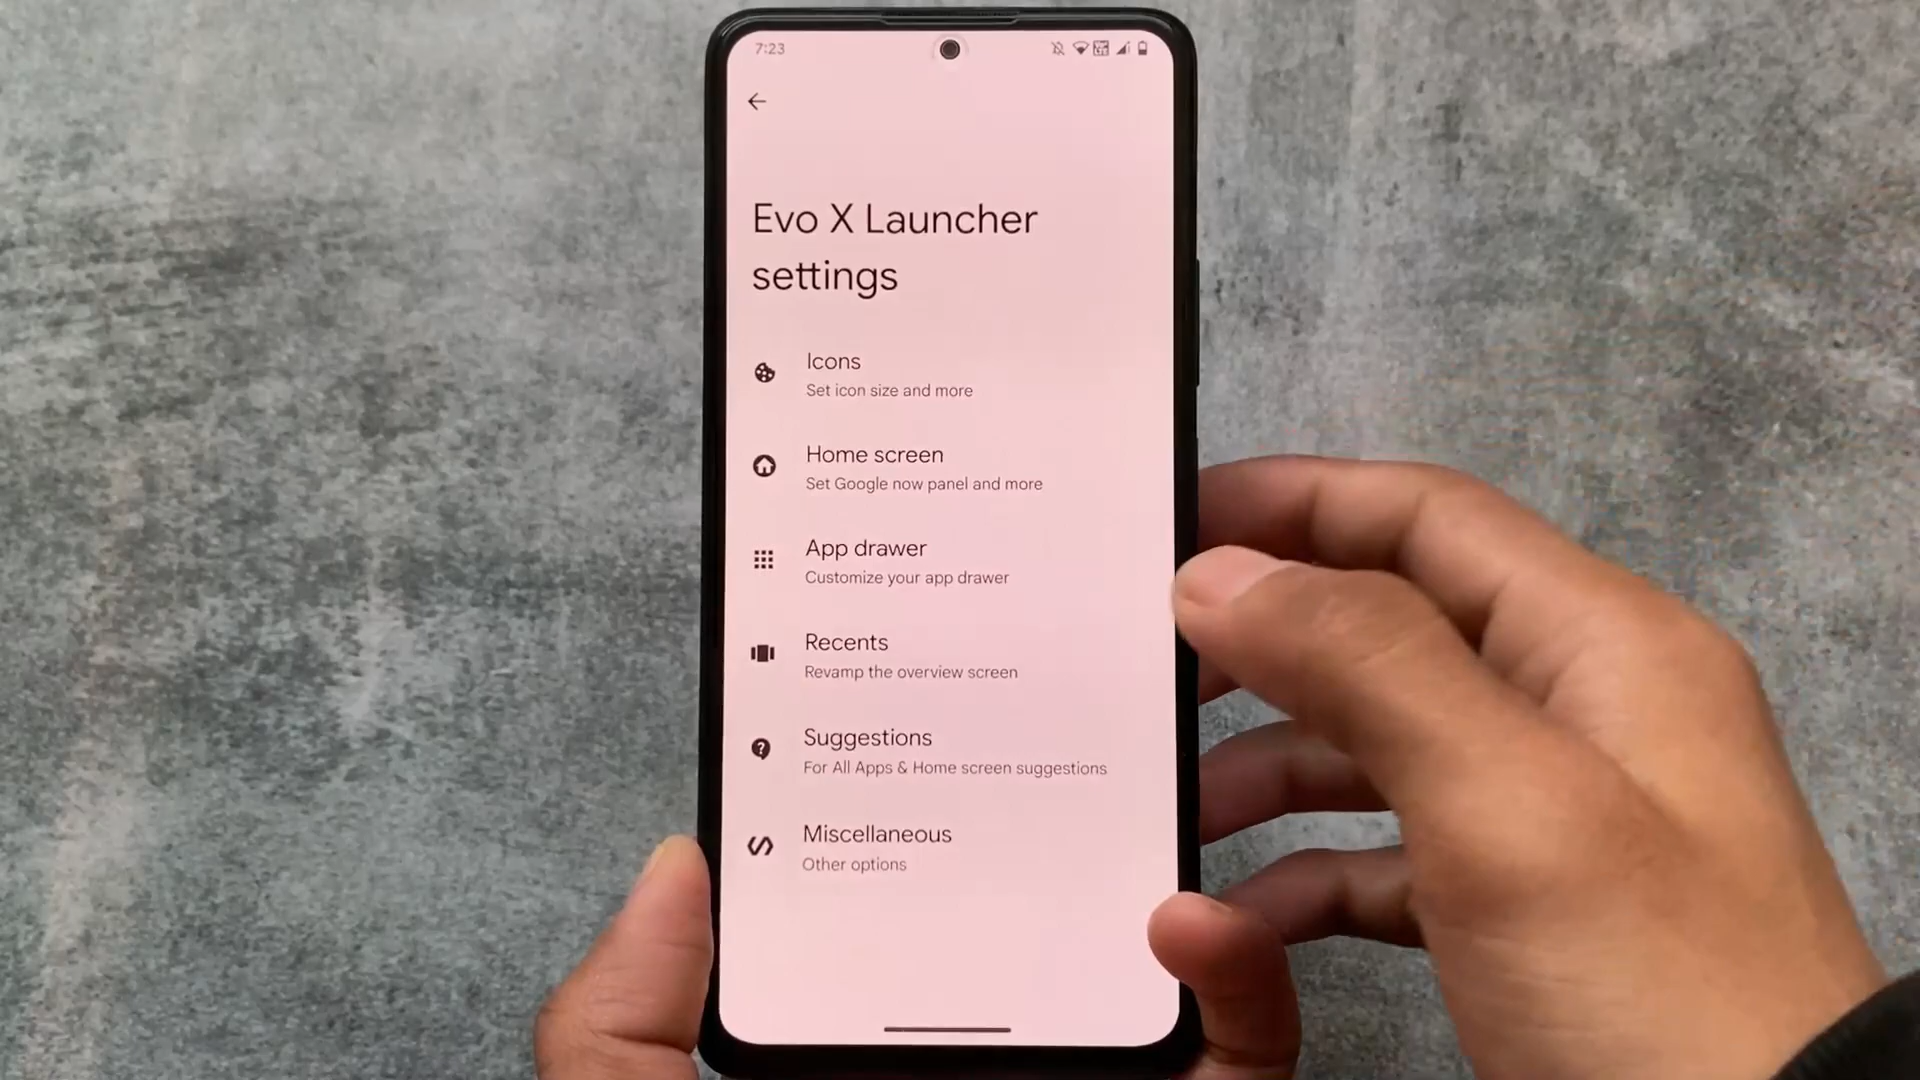 7:23
Evo X Launcher
settings
Icons
Set icon size and more
Home screen
Set Google now panel and more
App drawer
Customize your app drawer
Recents
Revamp the overview screen
Suggestions
For All Apps & Home screen suggestions
Miscellaneous
Other options